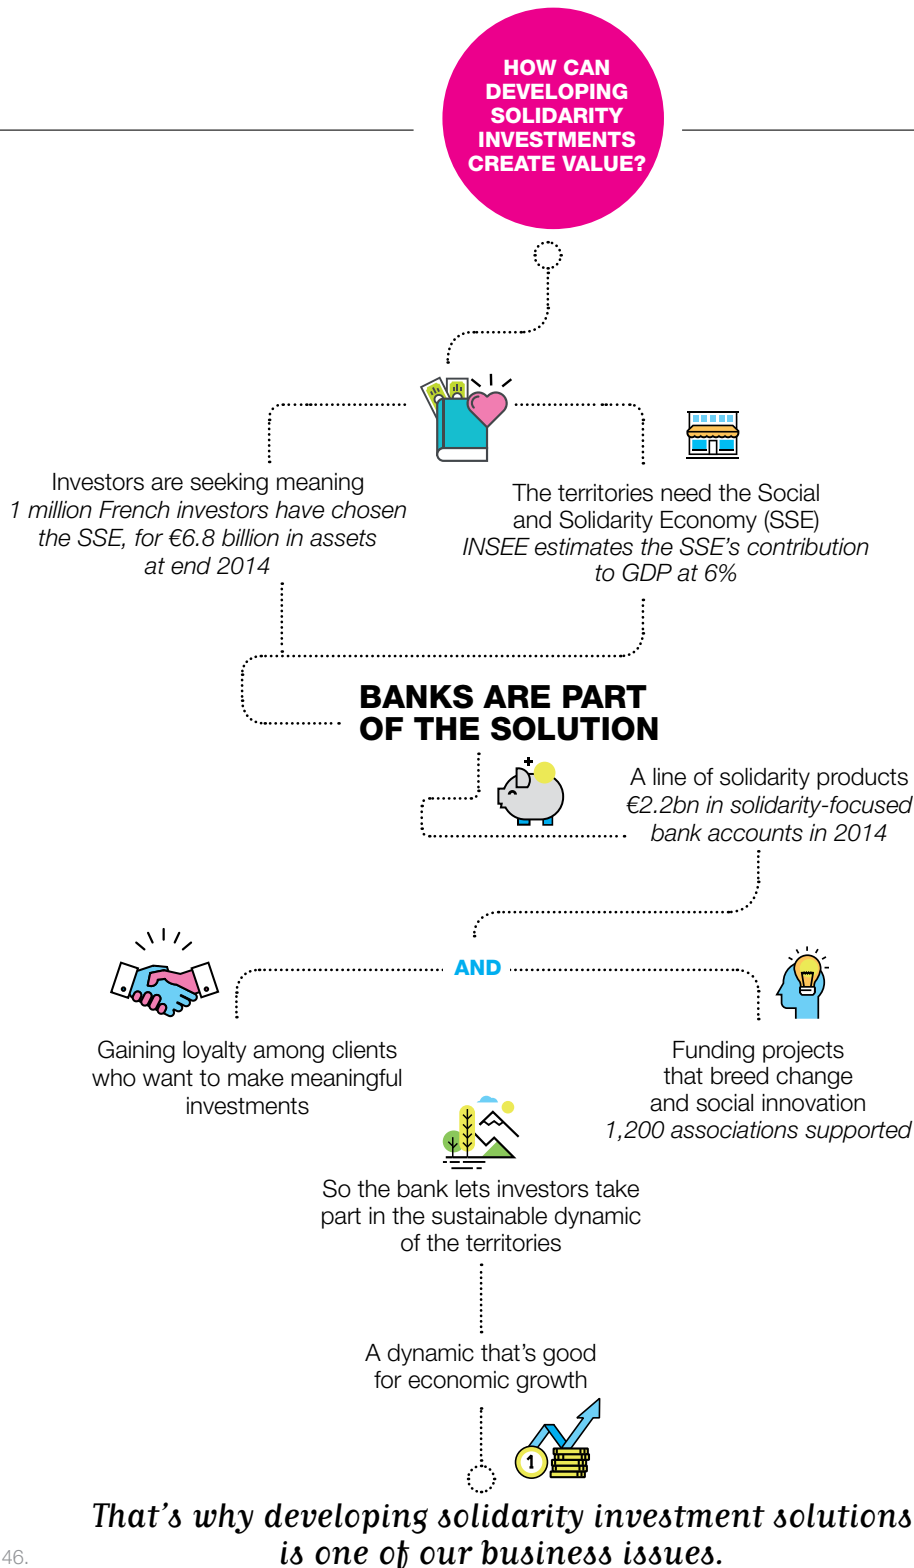 HOW CAN
DEVELOPING
SOLIDARITY
INVESTMENTS
CREATE VALUE?
Investors are seeking meaning
1 million French investors have chosen
the SSE, for €6.8 billion in assets
at end 2014
The territories need the Social
and Solidarity Economy (SSE)
INSEE estimates the SSE's contribution
to GDP at 6%
BANKS ARE PART
OF THE SOLUTION
A line of solidarity products
€2.2bn in solidarity-focused
bank accounts in 2014
AND
Gaining loyalty among clients
who want to make meaningful
investments
Funding projects
that breed change
and social innovation
1,200 associations supported
So the bank lets investors take
part in the sustainable dynamic
of the territories
A dynamic that's good
for economic growth
1
That's why developing solidarity investment solutions
is one of our business issues.
46.